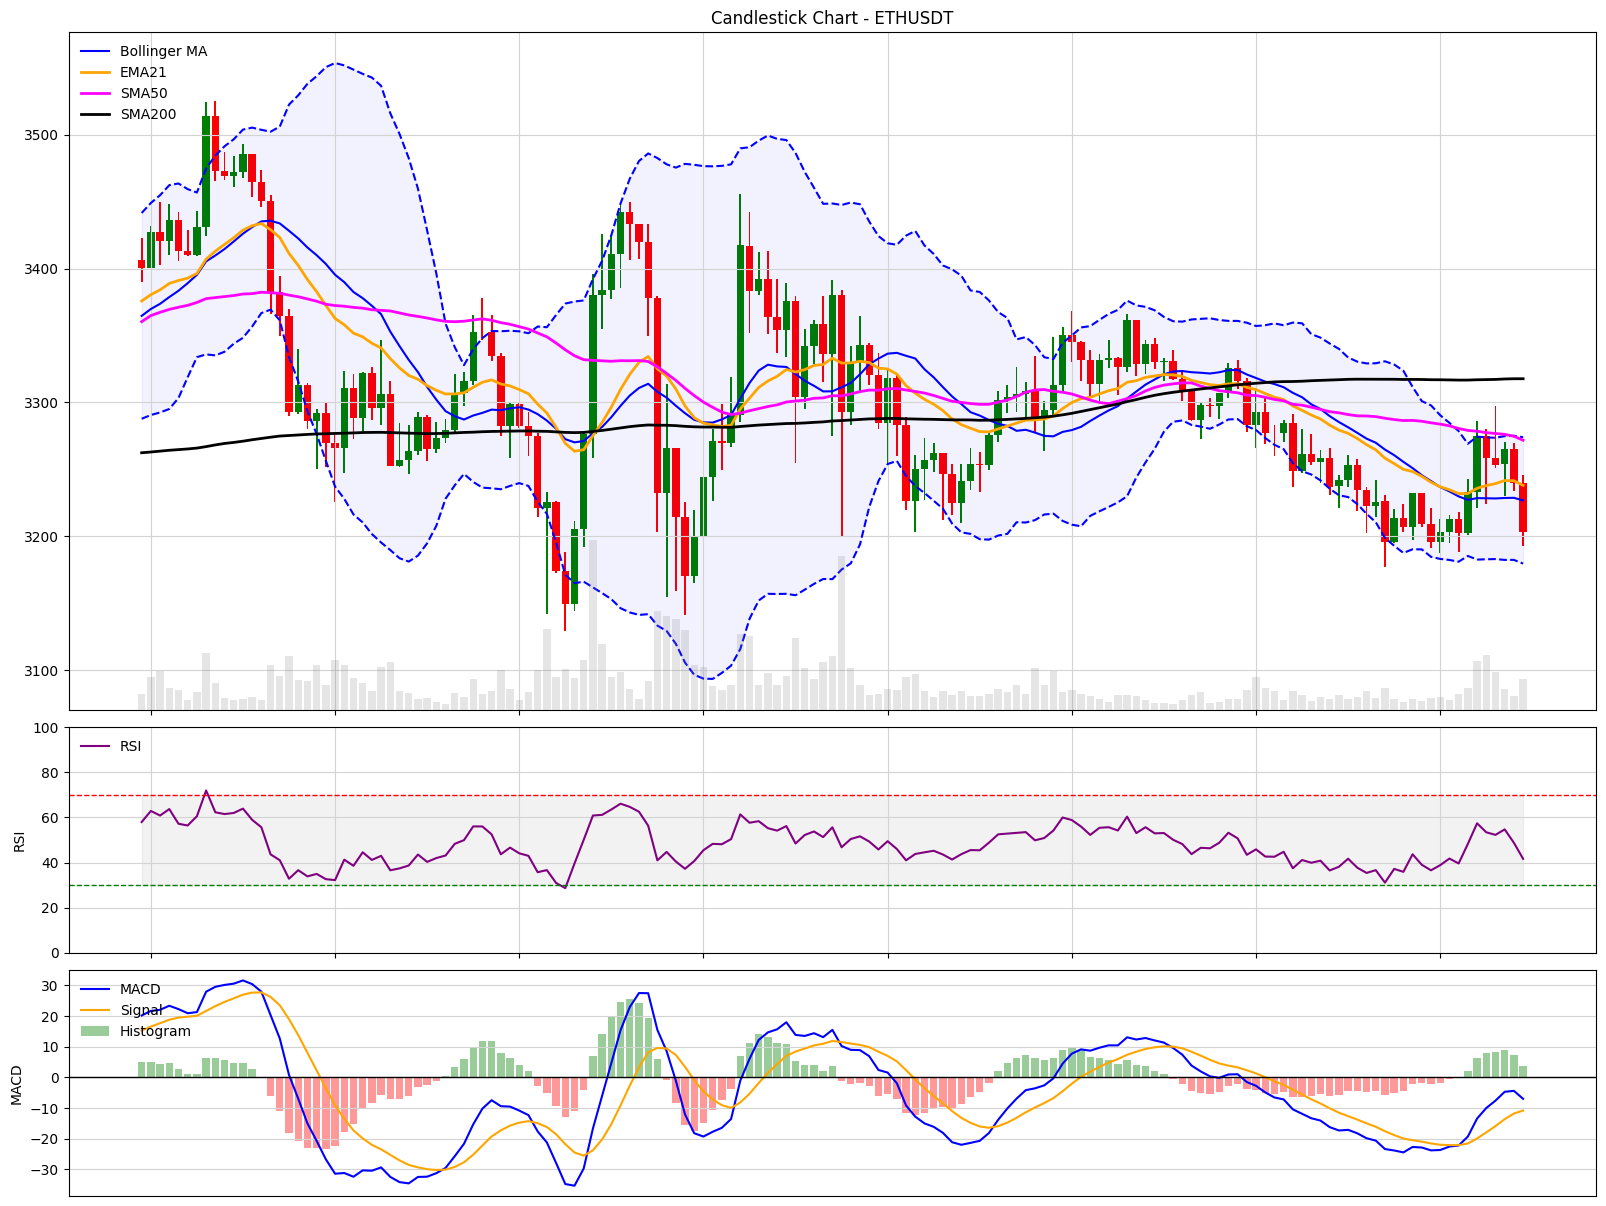 Candlestick Chart - ETHUSDT
Bollinger MA
EMA21
SMA50
SMA200
3500
3400
3300
3200
3100
RSI
100
80
60
40
20
0
RSI
MACD
Signal
Histogram
30
20
10
0
−10
−20
−30
MACD